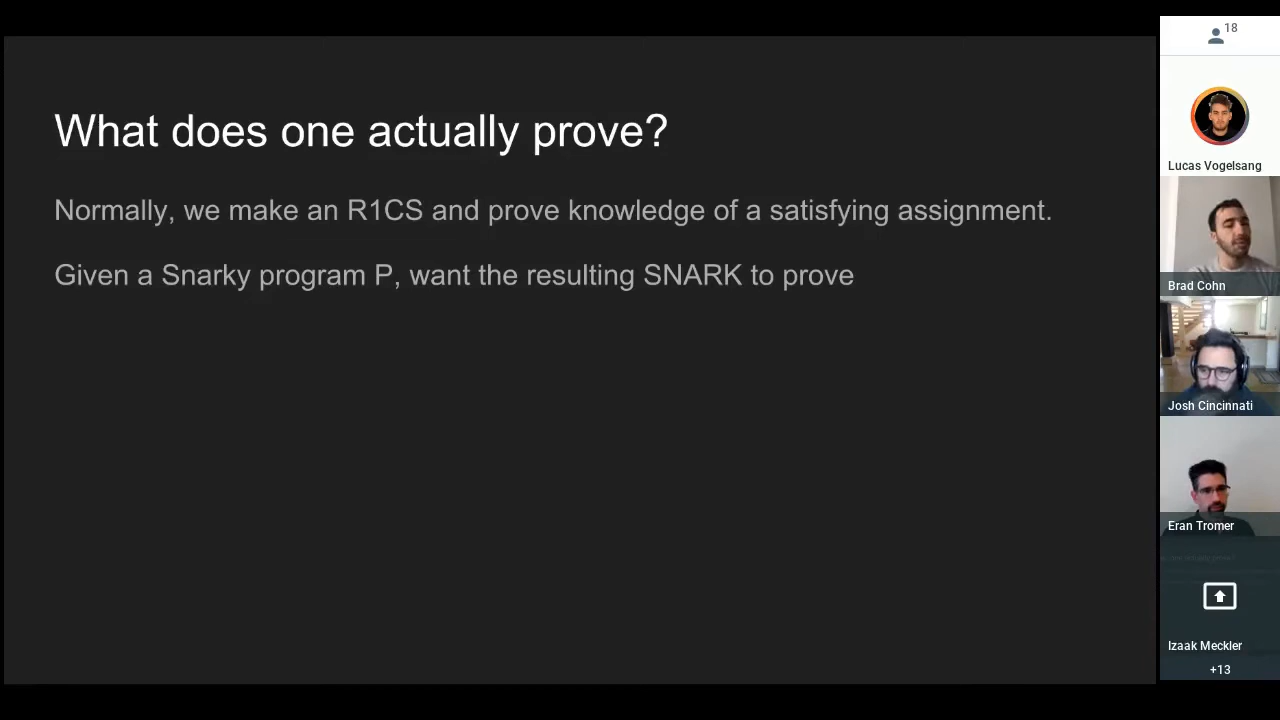 What does one actually prove?
Normally, we make an R1CS and prove knowledge of a satisfying assignment.
Given a Snarky program P, want the resulting SNARK to prove
18
Lucas Vogelsang
Brad Cohn
Josh Cincinnati
Eran Tromer
Izaak Meckler
+13